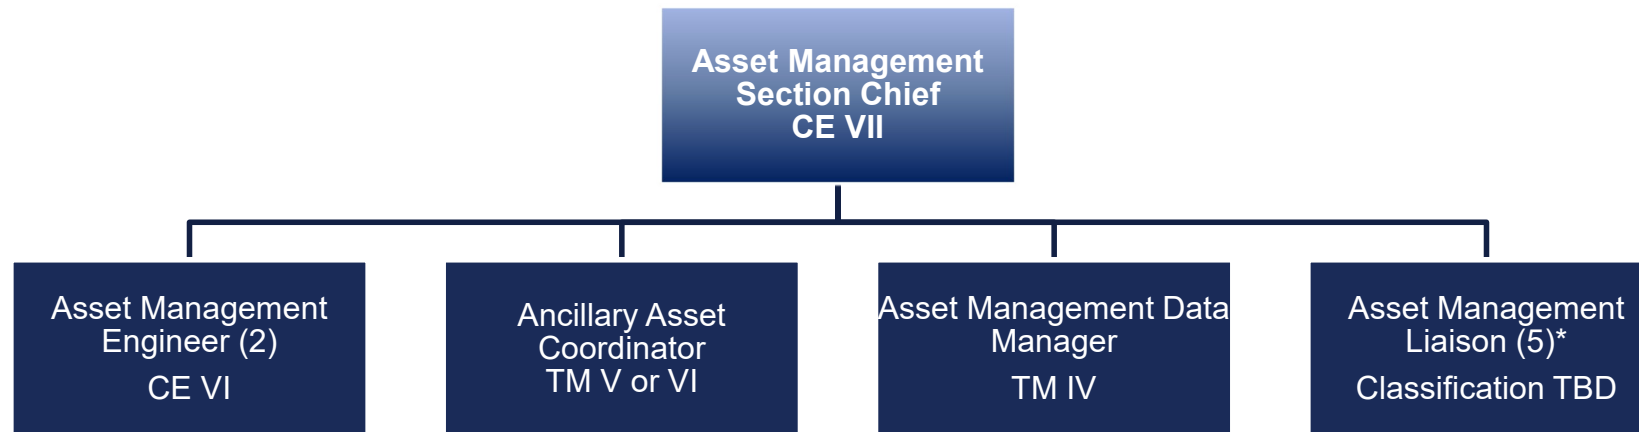 Asset Management
Section Chief
CE VII
Asset Management
Engineer (2)
CE VI
Ancillary Asset
Coordinator
TM V or VI
Asset Management Data
Manager
TM IV
Asset Management
Liaison (5)*
Classification TBD